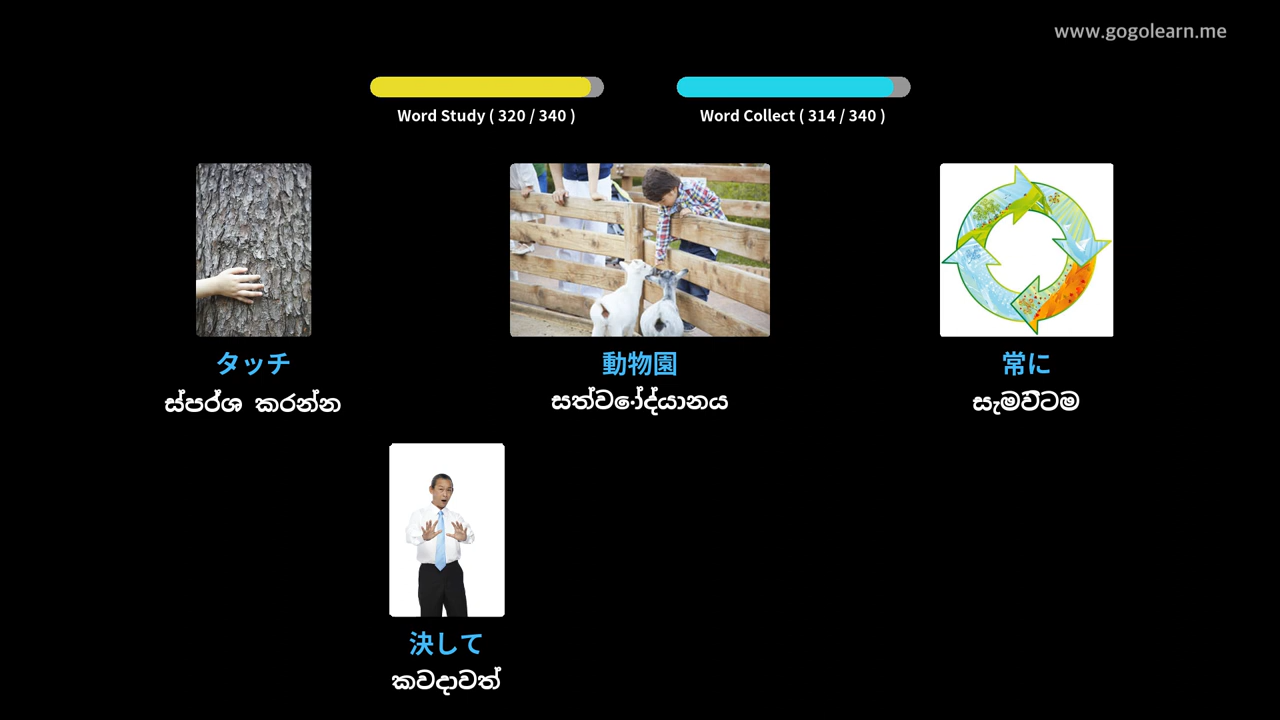 www.gogolearn.me
Word Study ( 320 / 340 )
Word Collect ( 314 / 340 )
タッチ
ස්පර්ශ කරන්න
動物園
සත්වෝද්යානය
常に
සැමවිටම
決して
කවදාවත්